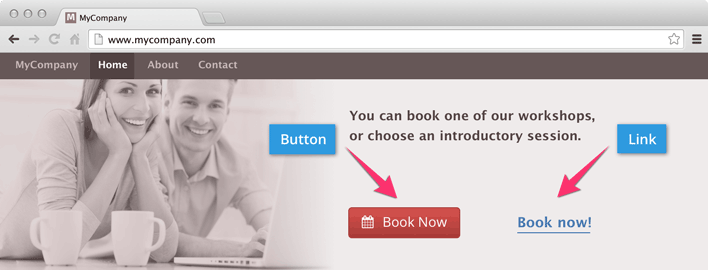 M MyCompany
www.mycompany.com
MyCompany Home About Contact
You can book one of our workshops,
or choose an introductory session.
Button
Link
Book Now
Book now!